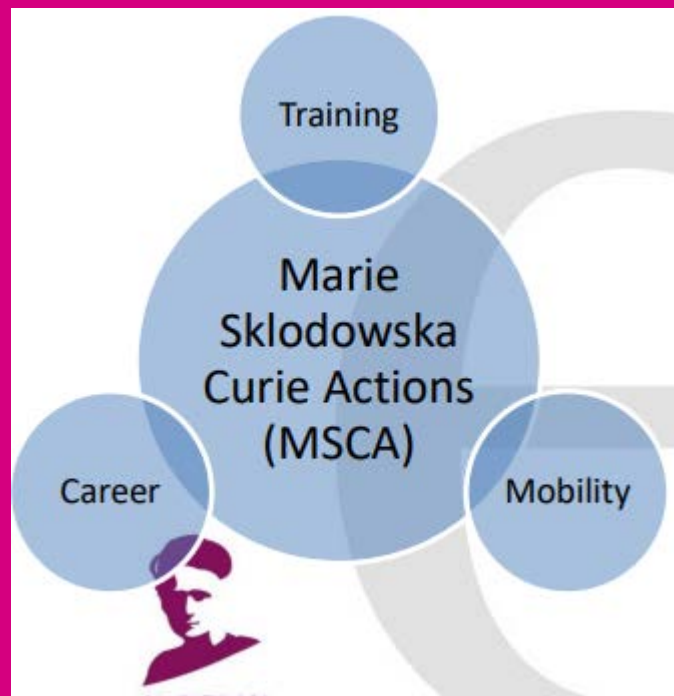 Training
Marie
Sklodowska
Curie Actions
(MSCA)
Career
Mobility